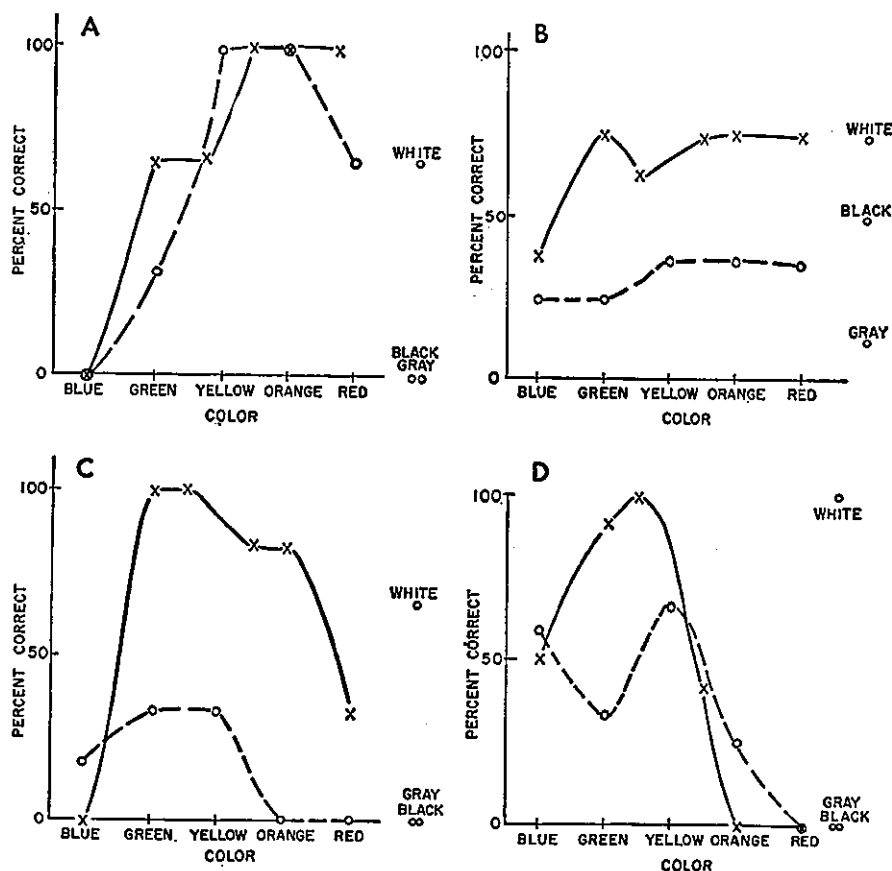 A
100
50
0
PERCENT CORRECT
WHITE
BLACK
GRAY
BLUE GREEN YELLOW ORANGE RED
COLOR
B
100
50
0
PERCENT CORRECT
WHITE
BLACK
GRAY
BLUE GREEN YELLOW ORANGE RED
COLOR
C
100
50
0
PERCENT CORRECT
WHITE
GRAY
BLACK
BLUE GREEN. YELLOW ORANGE RED
COLOR
D
100
50
0
PERCENT CORRECT
WHITE
GRAY
BLACK
BLUE GREEN YELLOW ORANGE RED
COLOR